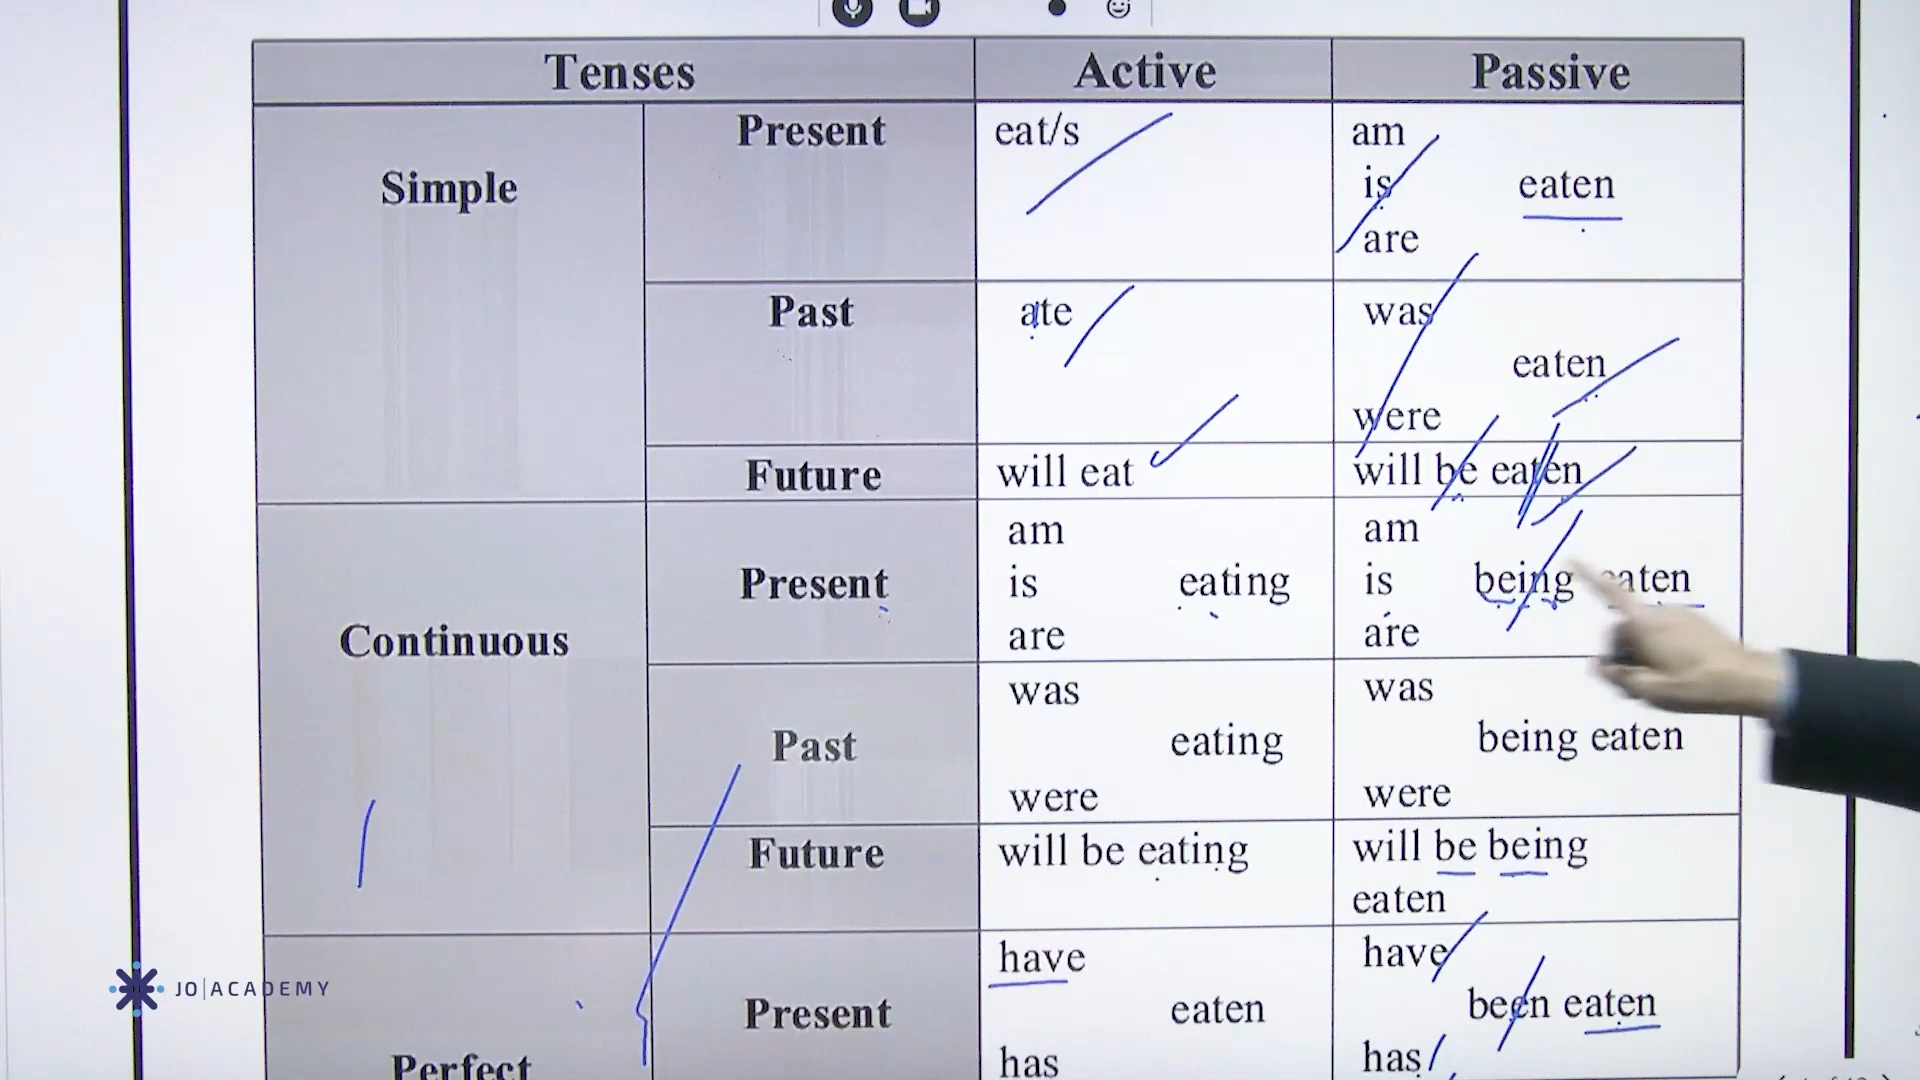 Tenses Active Passive
Simple
Present
eat/s
am
is eaten
are
Past
ate
was
eaten
were
Future
will eat
will be eaten
Continuous
Present
am
is eating
are
am
is being eaten
are
Past
was
eating
were
was
being eaten
were
Future
will be eating
will be being
eaten
Perfect
Present
have
eaten
has
have
been eaten
has
JO|ACADEMY